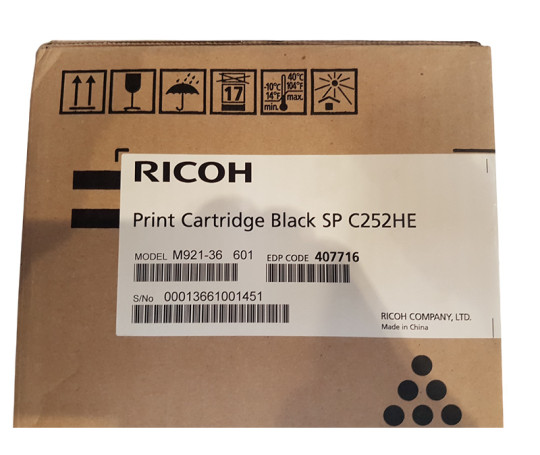 17
-10°C 40°C
14°F 104°F
min. max.
RICOH
Print Cartridge Black SP C252HE
MODEL M921-36 601 EDP CODE 407716
S/No 00013661001451
RICOH COMPANY, LTD.
Made in China